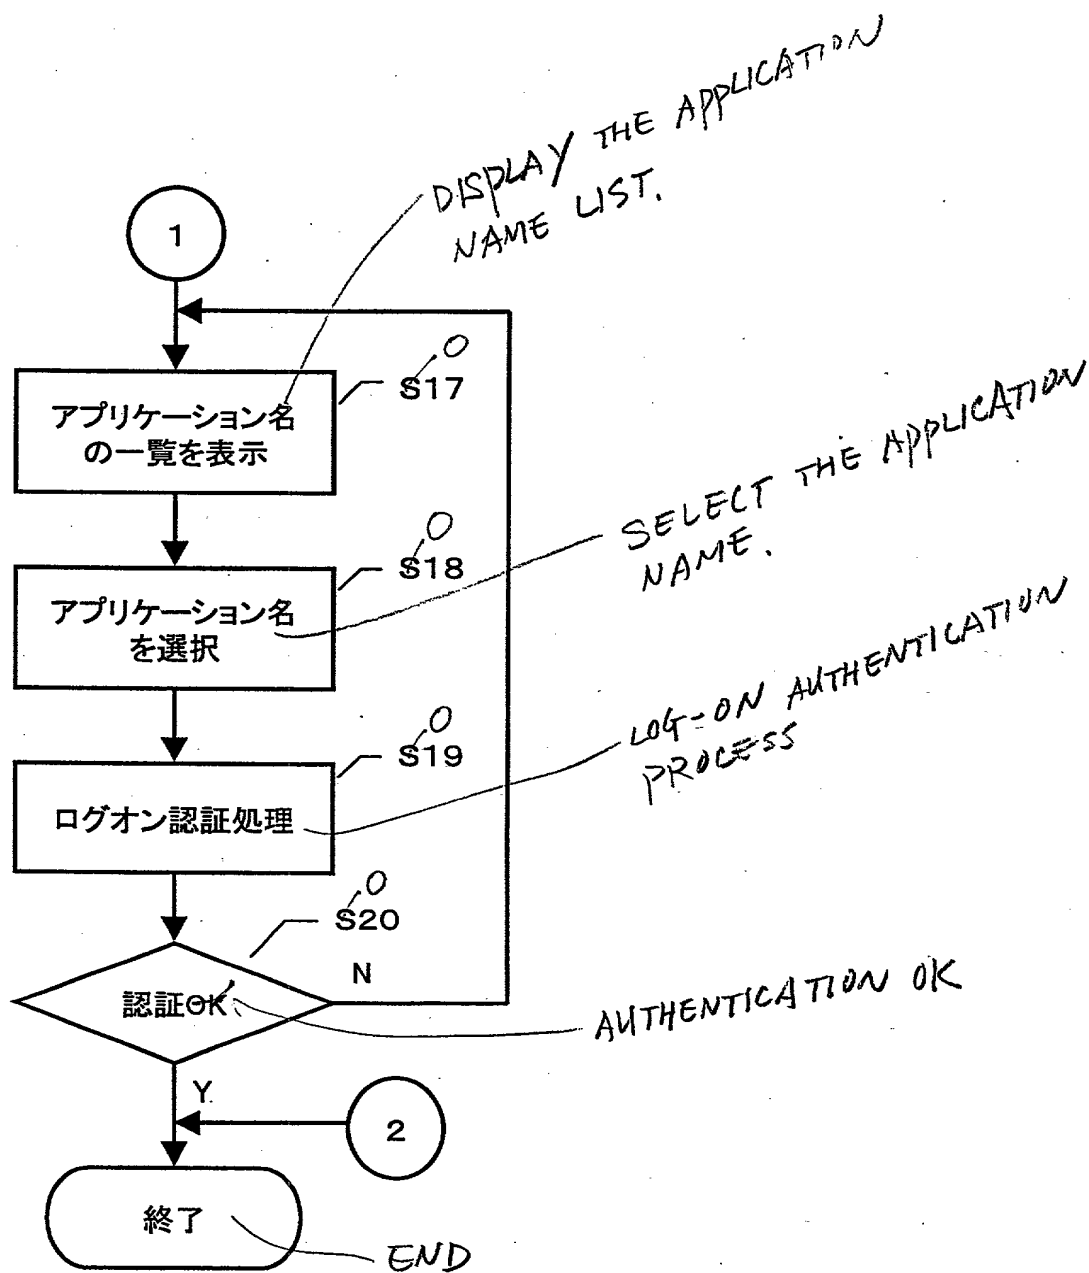 DISPLAY THE APPLICATION
NAME LIST.
1
O
S17
アプリケーション名
の一覧を表示
SELECT THE APPLICATION
NAME.
O
S18
アプリケーション名
を選択
LOG-ON AUTHENTICATION
PROCESS
O
S19
ログオン認証処理
O
S20
N
認証OK
AUTHENTICATION OK
Y
2
終了
END